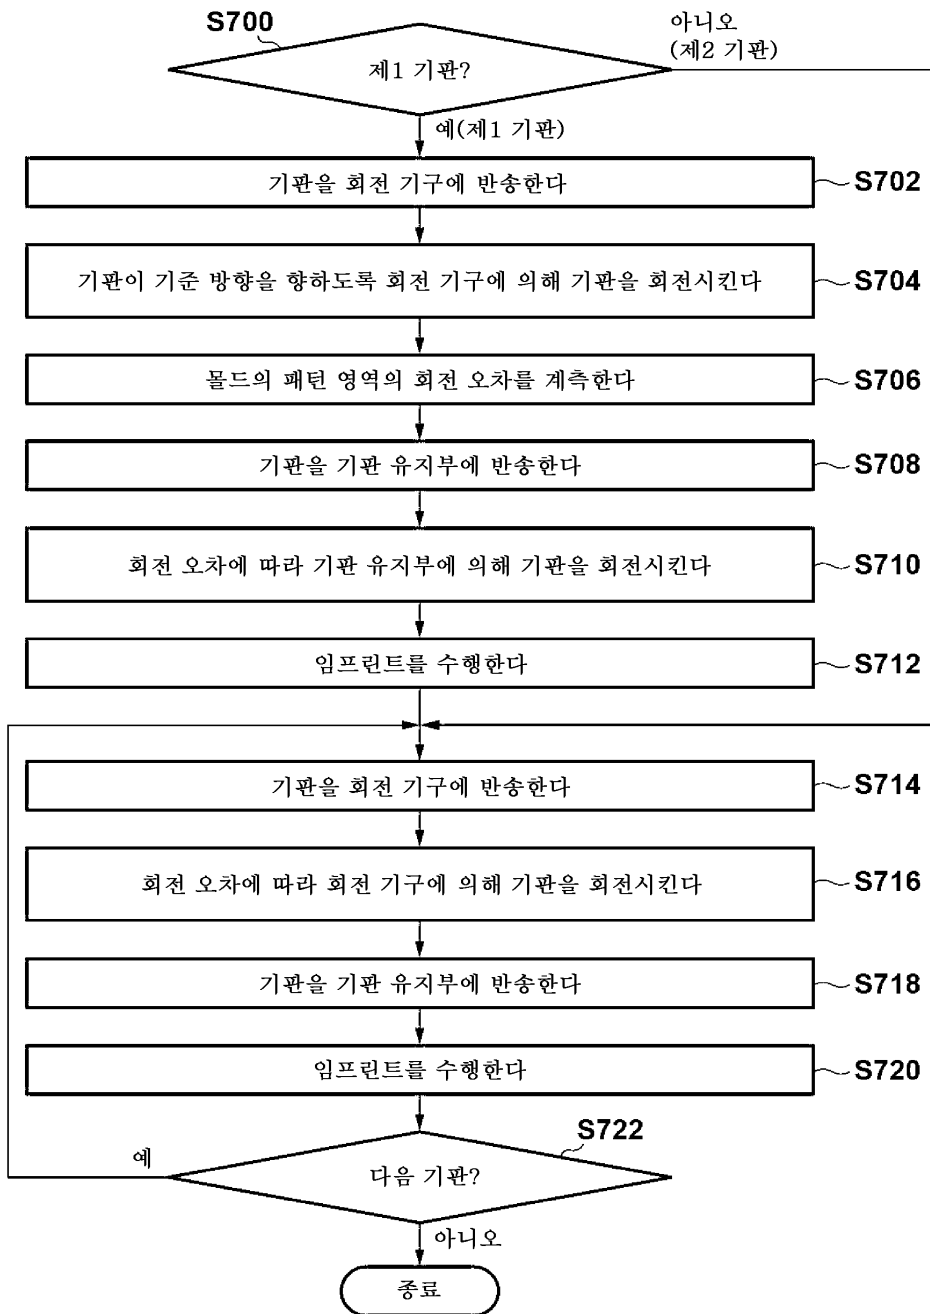 S700
아니오
(제2 기판)
제1 기판?
예(제1 기판)
기판을 회전 기구에 반송한다
S702
기판이 기준 방향을 향하도록 회전 기구에 의해 기판을 회전시킨다
S704
몰드의 패턴 영역의 회전 오차를 계측한다
S706
기판을 기판 유지부에 반송한다
S708
회전 오차에 따라 기판 유지부에 의해 기판을 회전시킨다
S710
임프린트를 수행한다
S712
기판을 회전 기구에 반송한다
S714
회전 오차에 따라 회전 기구에 의해 기판을 회전시킨다
S716
기판을 기판 유지부에 반송한다
S718
임프린트를 수행한다
S720
S722
예
다음 기판?
아니오
종료